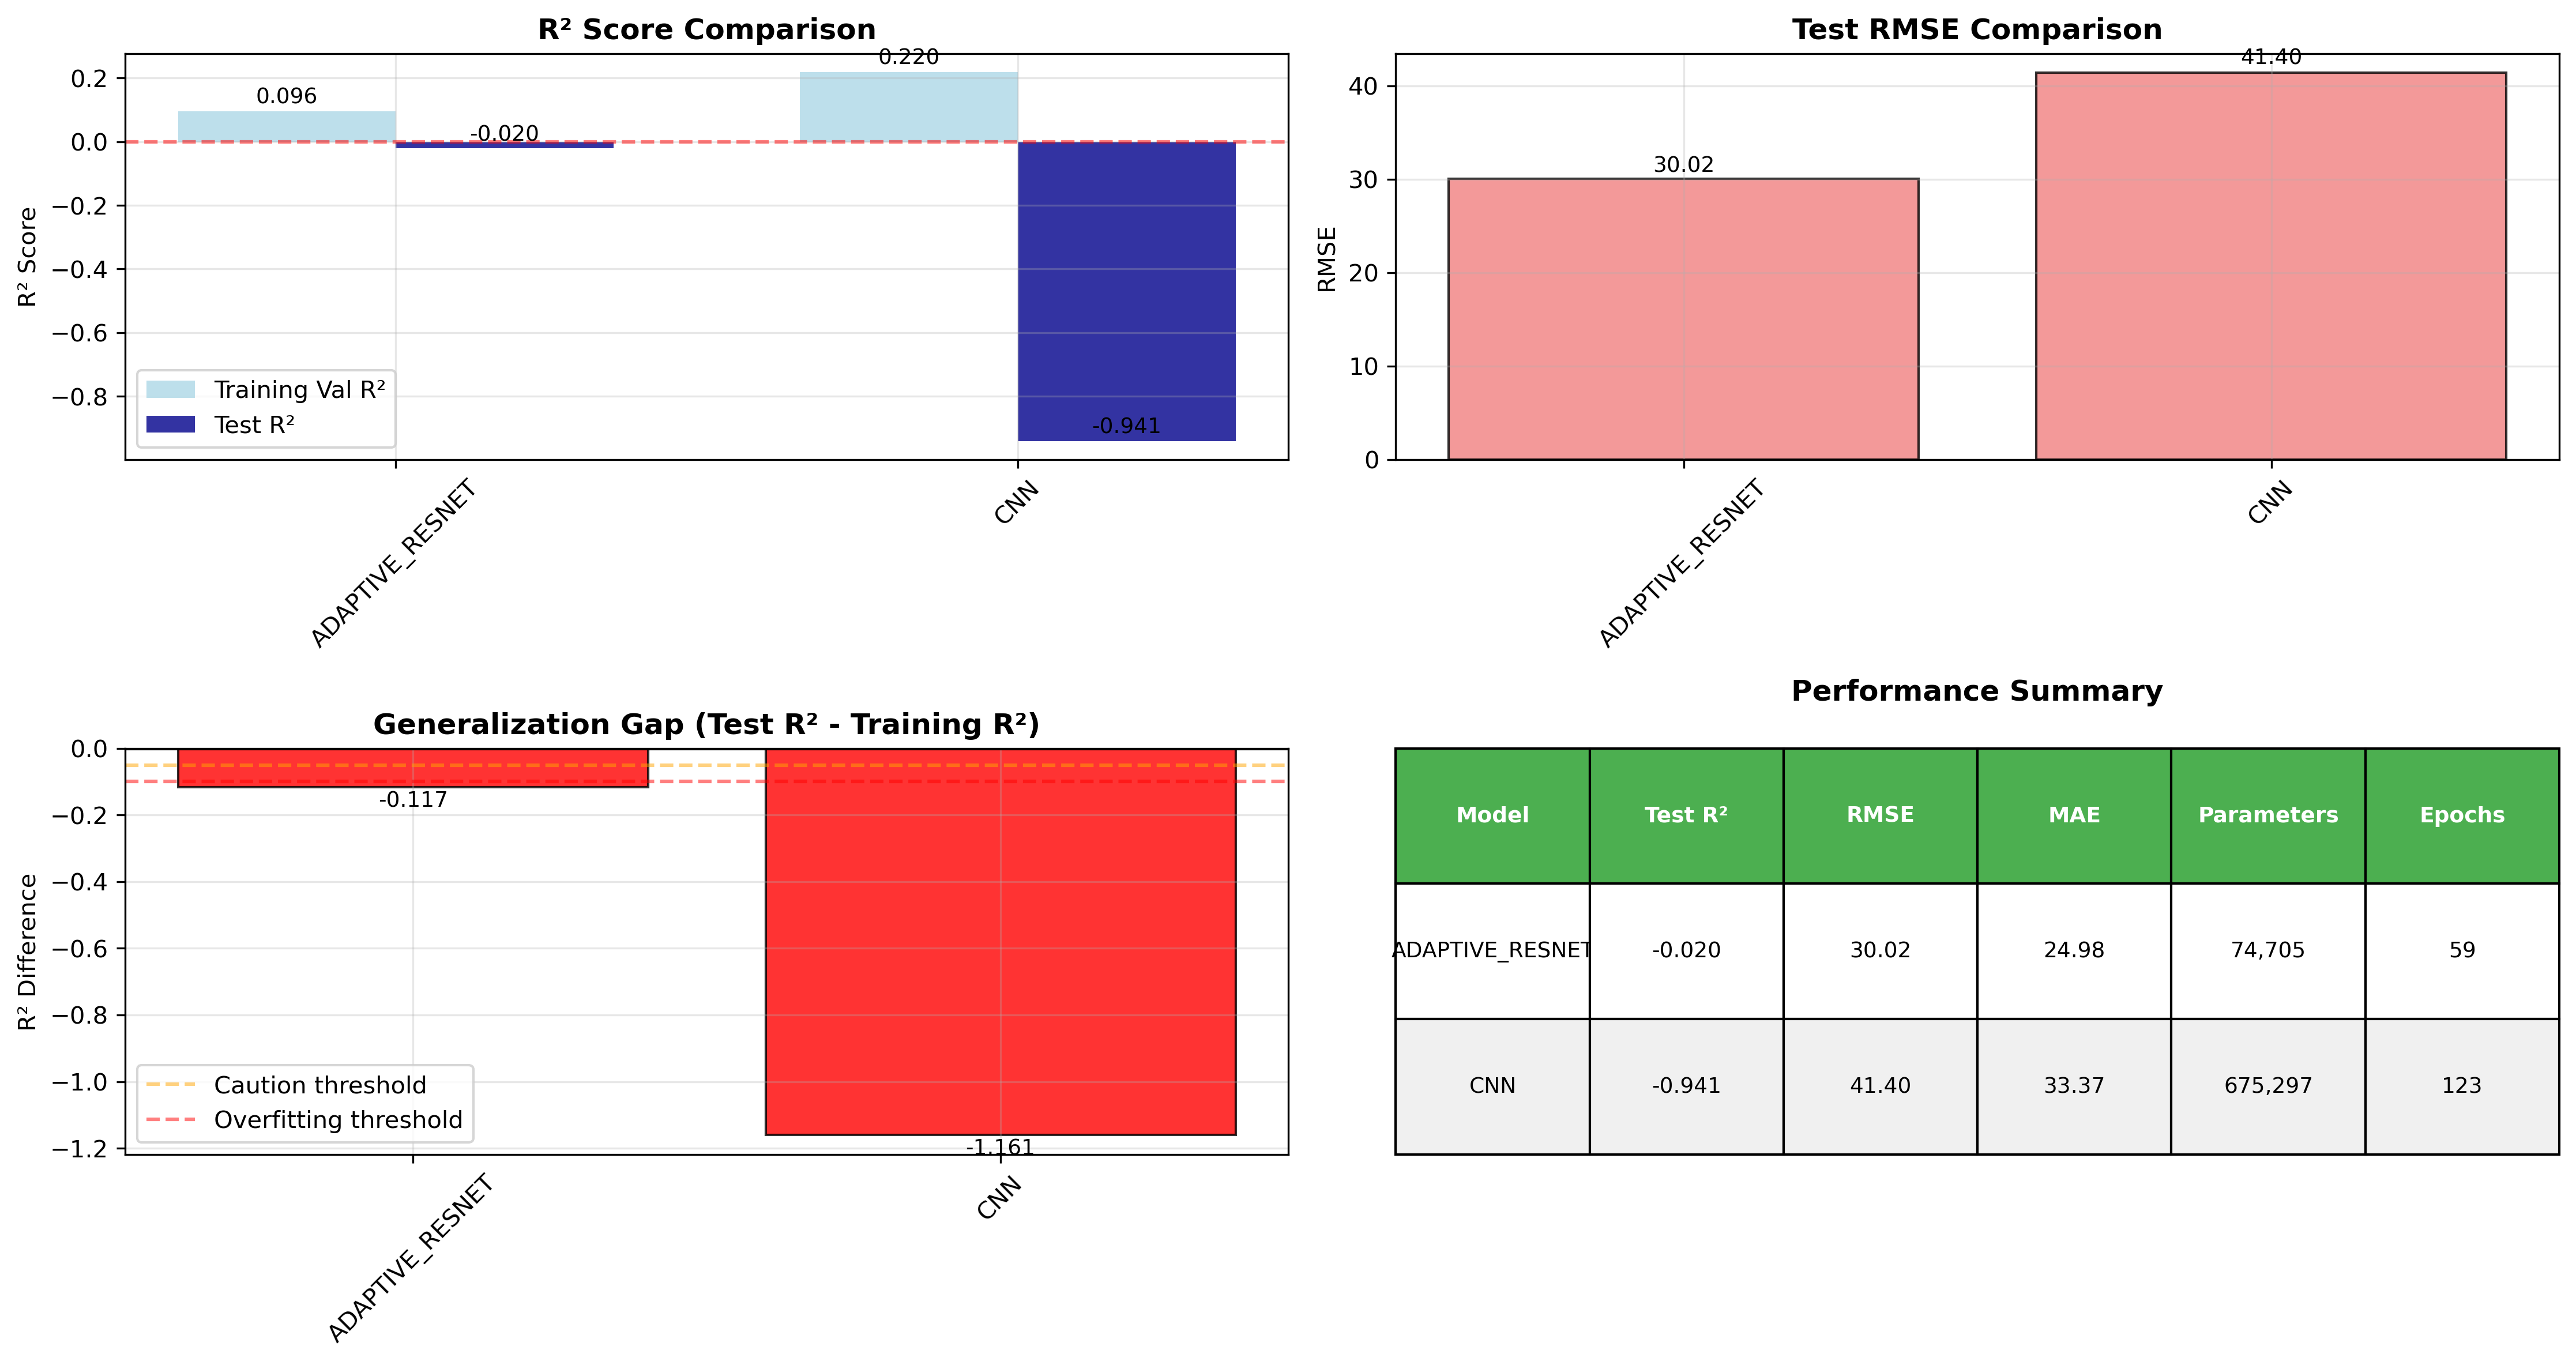 R² Score Comparison
0.2
0.0
−0.2
−0.4
−0.6
−0.8
R² Score
0.096
-0.020
0.220
-0.941
Training Val R²
Test R²
ADAPTIVE_RESNET
CNN
Test RMSE Comparison
40
30
20
10
0
RMSE
30.02
41.40
ADAPTIVE_RESNET
CNN
Generalization Gap (Test R² - Training R²)
0.0
−0.2
−0.4
−0.6
−0.8
−1.0
−1.2
R² Difference
-0.117
-1.161
Caution threshold
Overfitting threshold
ADAPTIVE_RESNET
CNN
Performance Summary
Model Test R² RMSE MAE Parameters Epochs
ADAPTIVE_RESNET -0.020 30.02 24.98 74,705 59
CNN -0.941 41.40 33.37 675,297 123